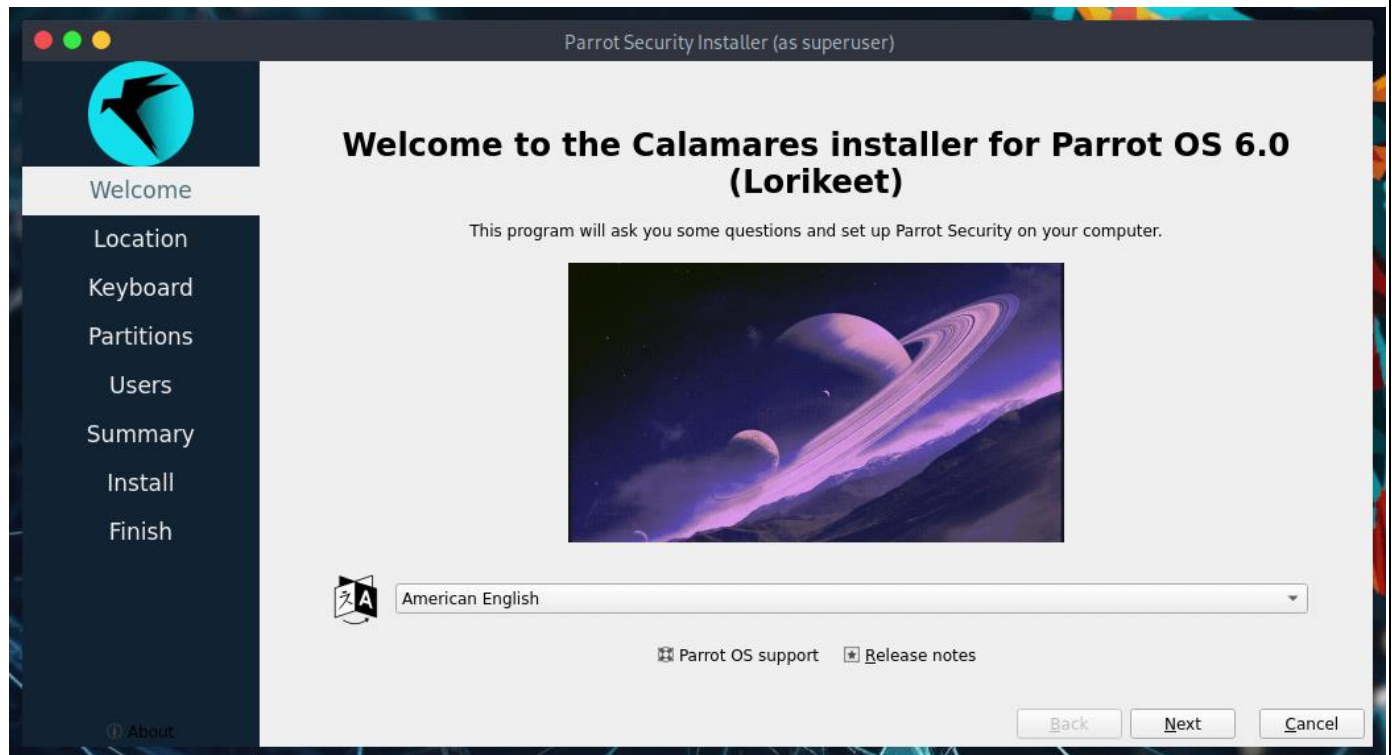 Parrot Security Installer (as superuser)
Welcome
Location
Keyboard
Partitions
Users
Summary
Install
Finish
About
Welcome to the Calamares installer for Parrot OS 6.0
(Lorikeet)
This program will ask you some questions and set up Parrot Security on your computer.
American English
Parrot OS support Release notes
Back Next Cancel